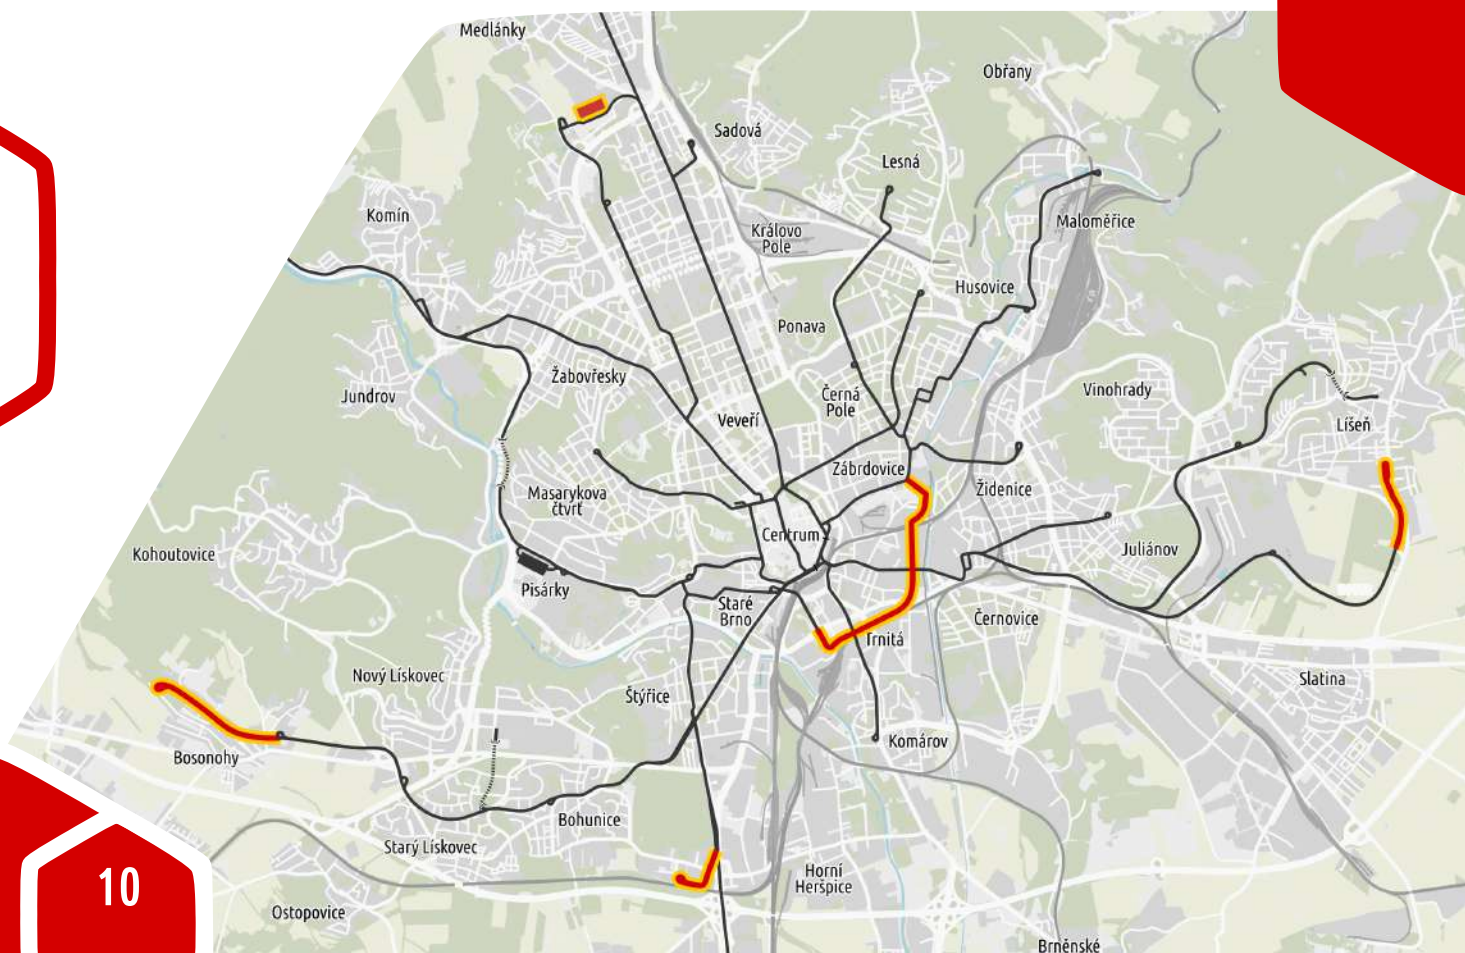 Medlánky
Obřany
Sadová
Lesná
Komín
Maloměřice
Královo
Pole
Husovice
Ponava
Žabovřesky
Jundrov
Černá
Pole
Vinohrady
Veveří
Líšeň
Zábrdovice
Masarykova
čtvrť
Židenice
Centrum
Kohoutovice
Juliánov
Pisárky
Staré
Brno
Černovice
Trnitá
Nový Lískovec
Štýřice
Slatina
Bosonohy
Komárov
Bohunice
Starý Lískovec
Horní
Heršpice
10
Ostopovice
Brněnské